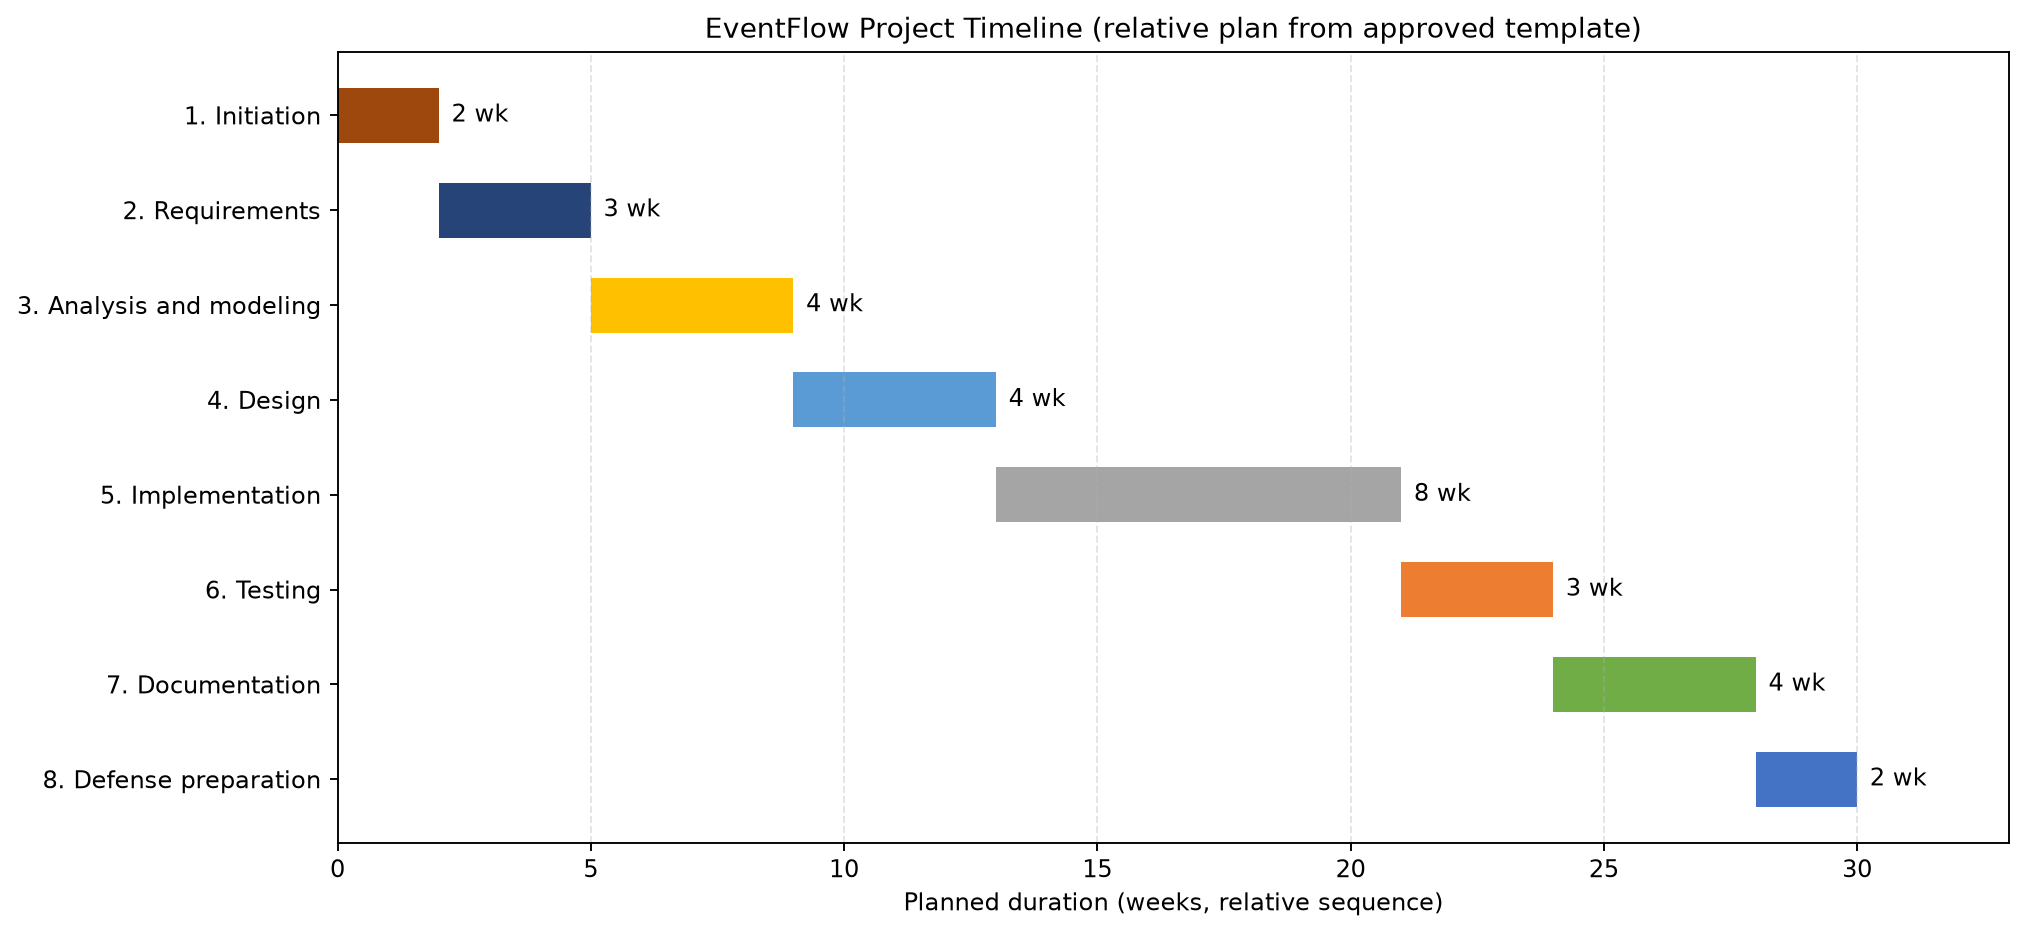 EventFlow Project Timeline (relative plan from approved template)
1. Initiation
2 wk
2. Requirements
3 wk
3. Analysis and modeling
4 wk
4. Design
4 wk
5. Implementation
8 wk
6. Testing
3 wk
7. Documentation
4 wk
8. Defense preparation
2 wk
0 5 10 15 20 25 30
Planned duration (weeks, relative sequence)